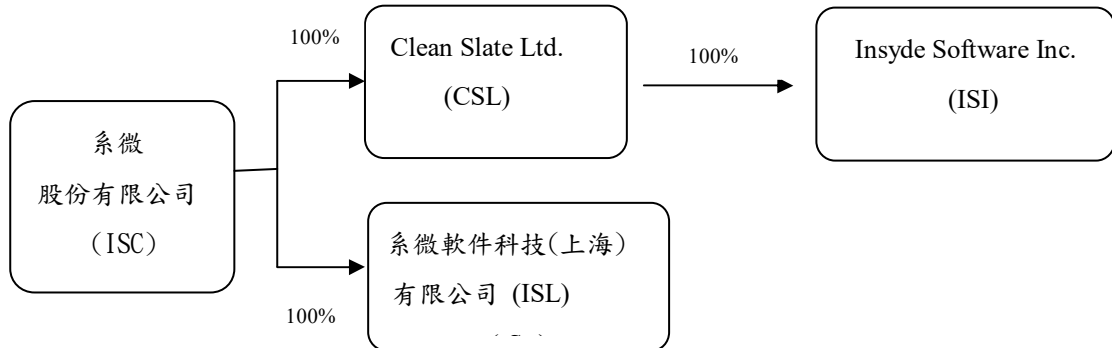 系微
股份有限公司
(ISC)
100%
Clean Slate Ltd.
(CSL)
100%
Insyde Software Inc.
(ISI)
100%
系微軟件科技(上海)
有限公司 (ISL)